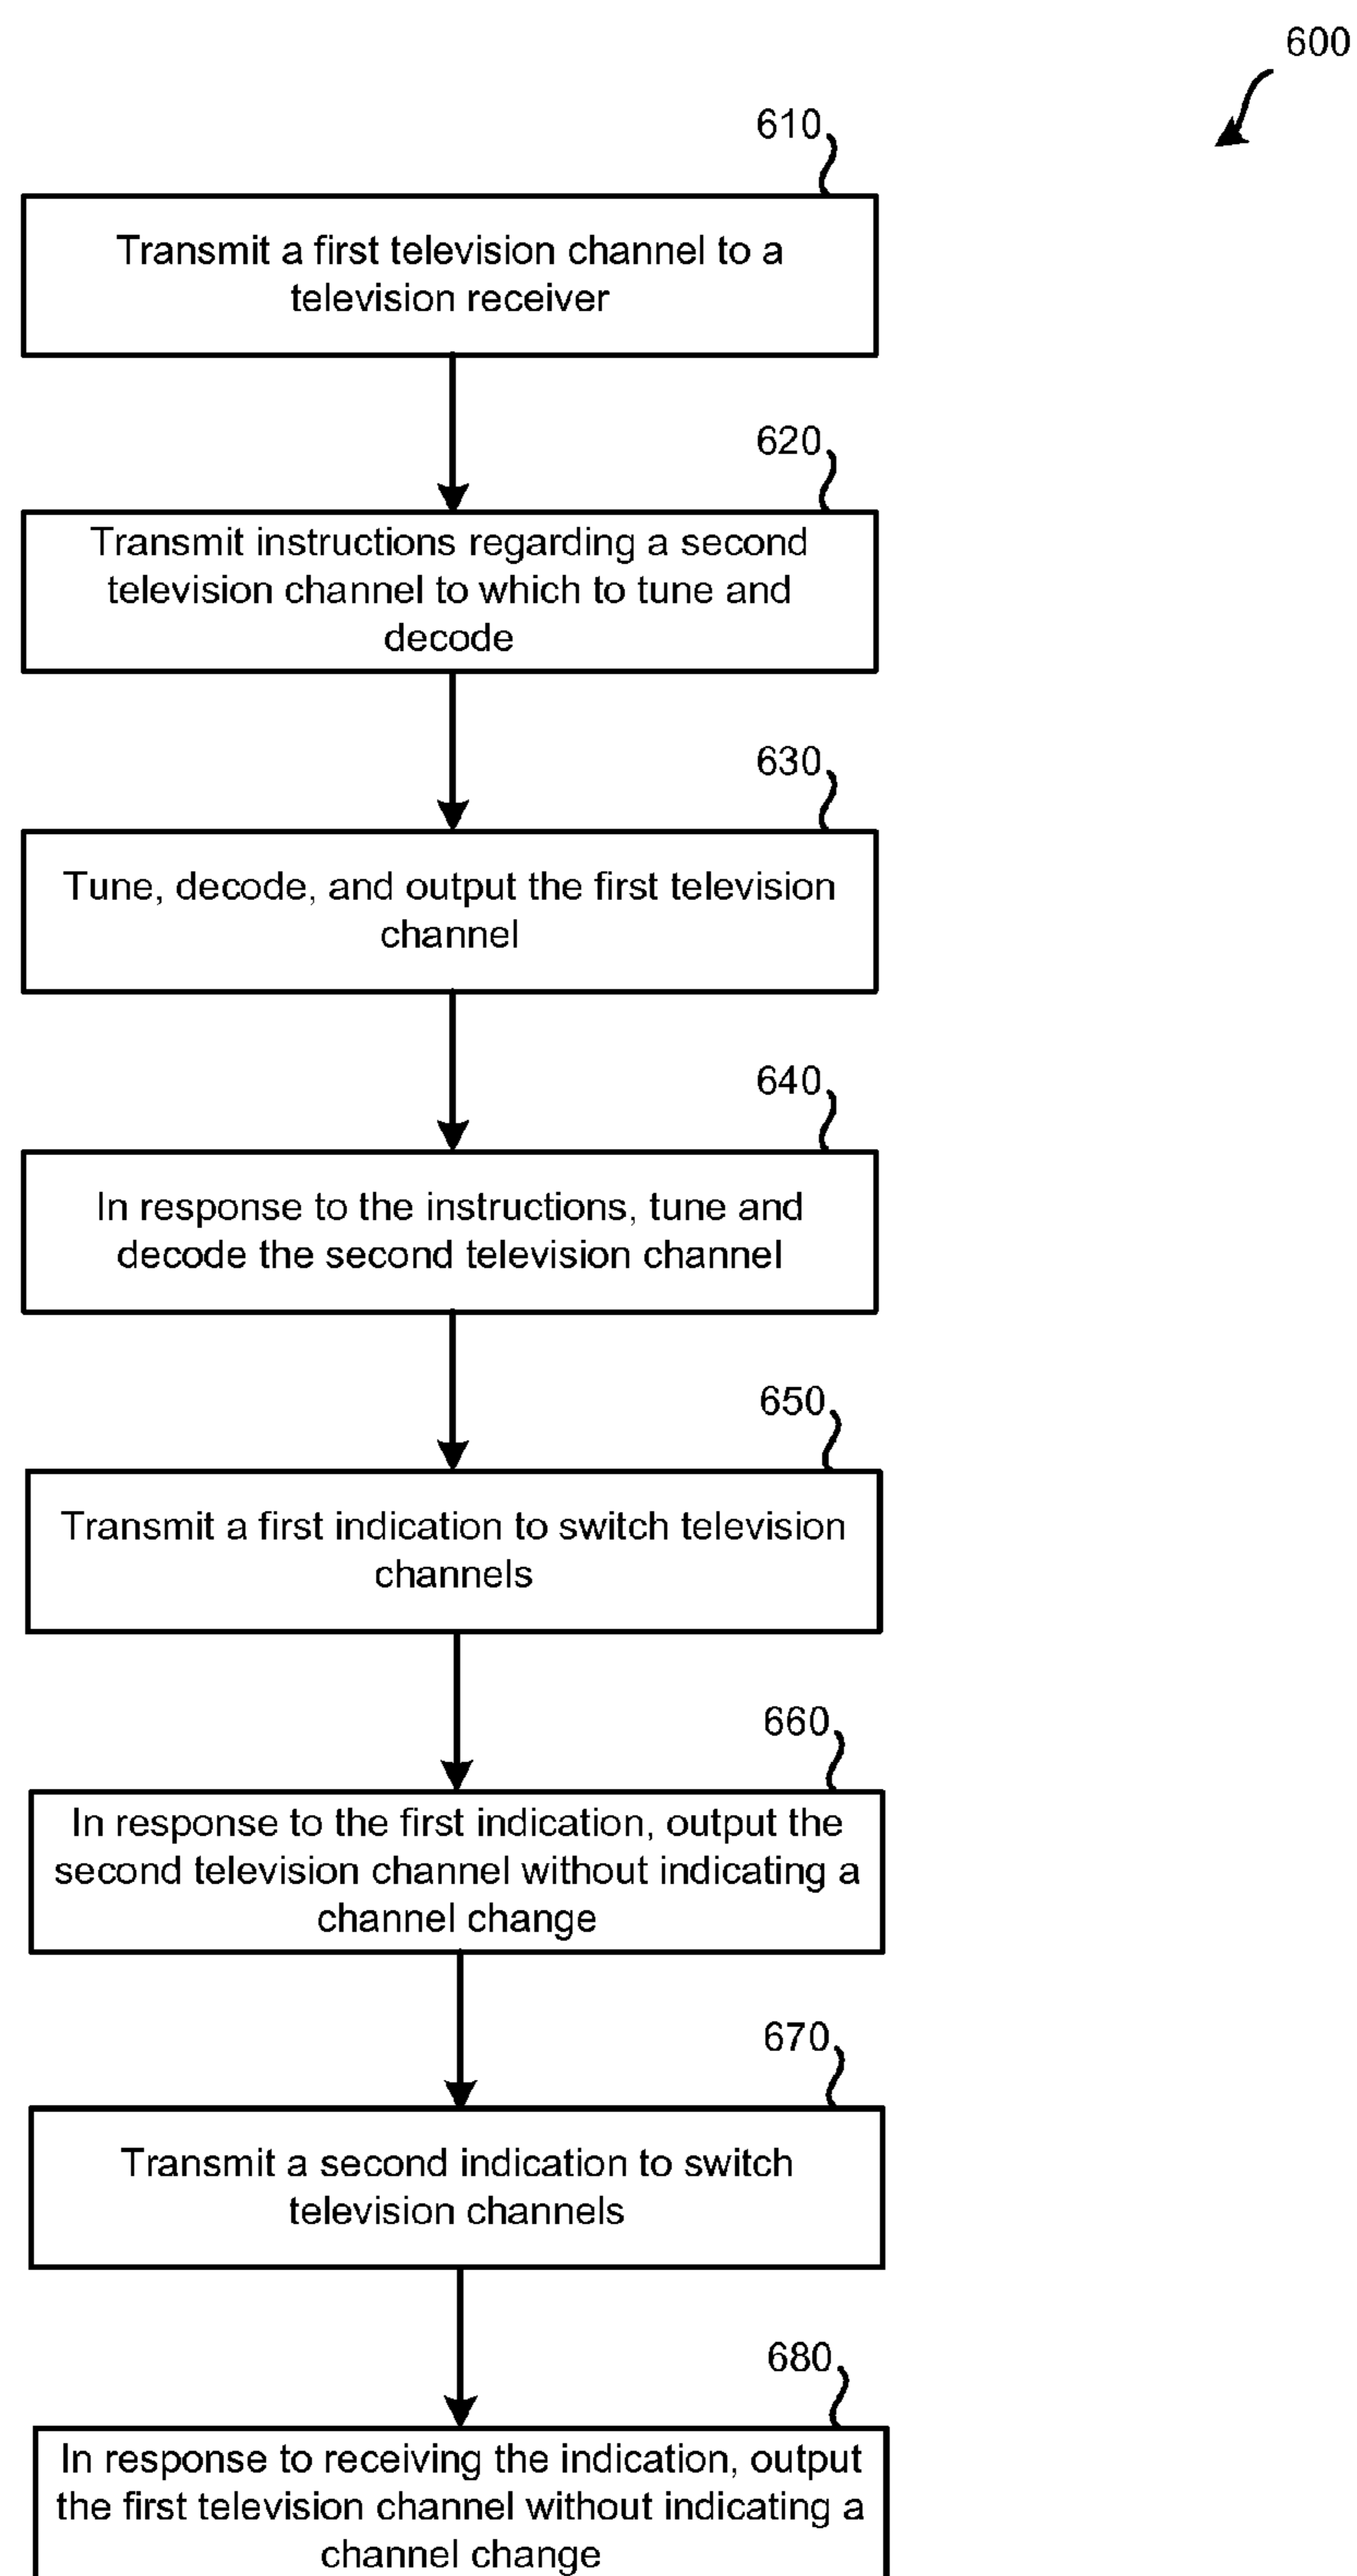 600
610
Transmit a first television channel to a
television receiver
620
Transmit instructions regarding a second
television channel to which to tune and
decode
630
Tune, decode, and output the first television
channel
640
In response to the instructions, tune and
decode the second television channel
650
Transmit a first indication to switch television
channels
660
In response to the first indication, output the
second television channel without indicating a
channel change
670
Transmit a second indication to switch
television channels
680
In response to receiving the indication, output
the first television channel without indicating a
channel change